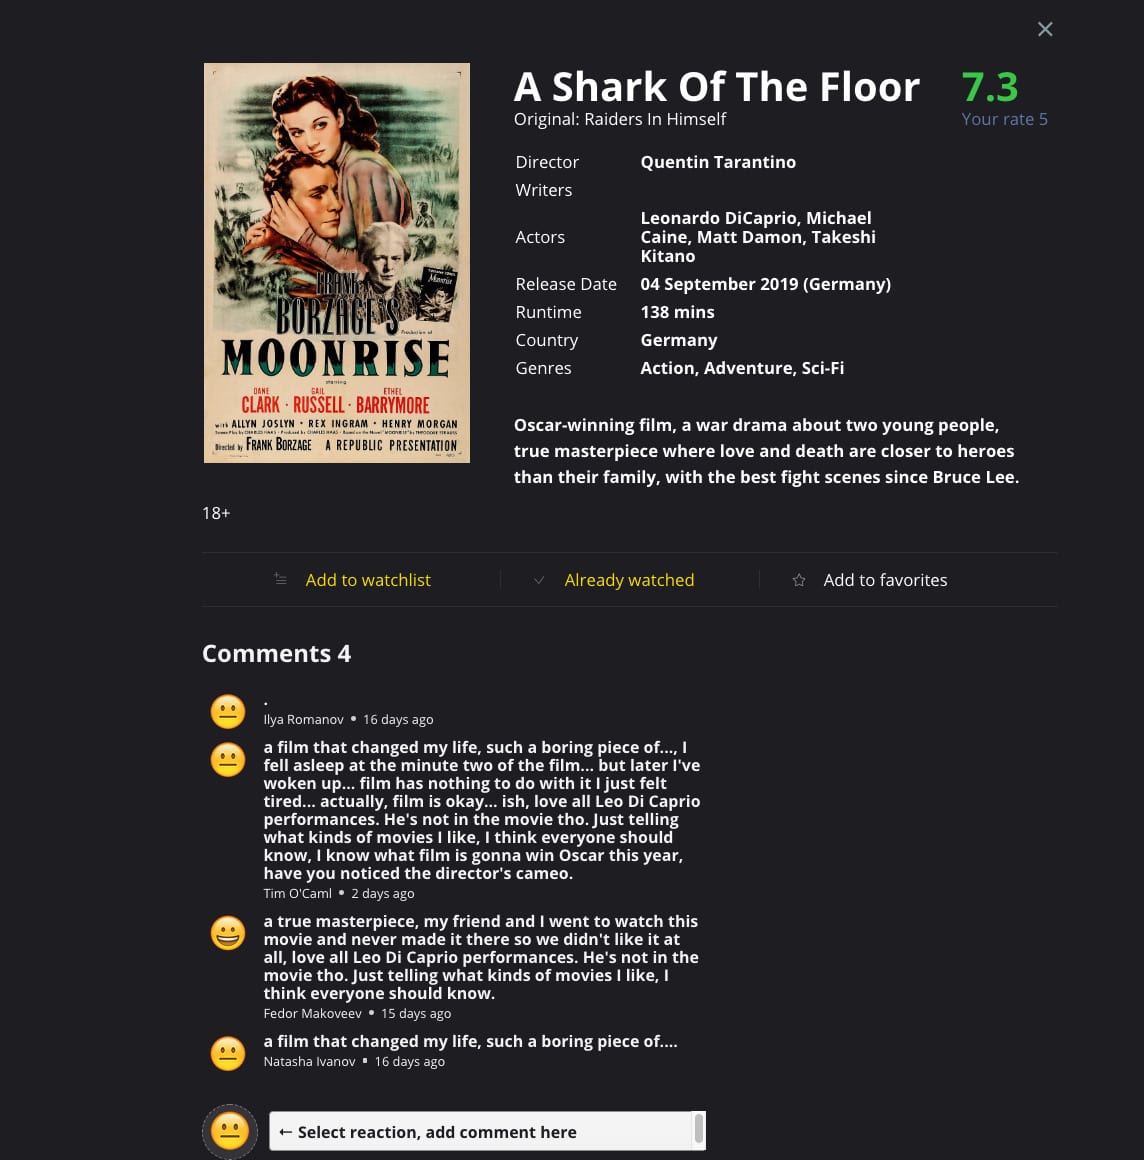 A Shark Of The Floor
7.3
Original: Raiders In Himself
Your rate 5
Director Quentin Tarantino
Writers
Actors Leonardo DiCaprio, Michael
Caine, Matt Damon, Takeshi
Kitano
Release Date 04 September 2019 (Germany)
Runtime 138 mins
Country Germany
Genres Action, Adventure, Sci-Fi
Oscar-winning film, a war drama about two young people,
true masterpiece where love and death are closer to heroes
than their family, with the best fight scenes since Bruce Lee.
FRANK
BORZAGE'S
Production of
MOONRISE
starring
DANE GAIL ETHEL
CLARK · RUSSELL · BARRYMORE
with ALLYN JOSLYN · REX INGRAM · HENRY MORGAN
Directed by FRANK BORZAGE A REPUBLIC PRESENTATION
18+
Add to watchlist
Already watched
Add to favorites
Comments 4
.
Ilya Romanov • 16 days ago
a film that changed my life, such a boring piece of..., I
fell asleep at the minute two of the film... but later I've
woken up... film has nothing to do with it I just felt
tired... actually, film is okay... ish, love all Leo Di Caprio
performances. He's not in the movie tho. Just telling
what kinds of movies I like, I think everyone should
know, I know what film is gonna win Oscar this year,
have you noticed the director's cameo.
Tim O'Caml • 2 days ago
a true masterpiece, my friend and I went to watch this
movie and never made it there so we didn't like it at
all, love all Leo Di Caprio performances. He's not in the
movie tho. Just telling what kinds of movies I like, I
think everyone should know.
Fedor Makoveev • 15 days ago
a film that changed my life, such a boring piece of....
Natasha Ivanov • 16 days ago
← Select reaction, add comment here